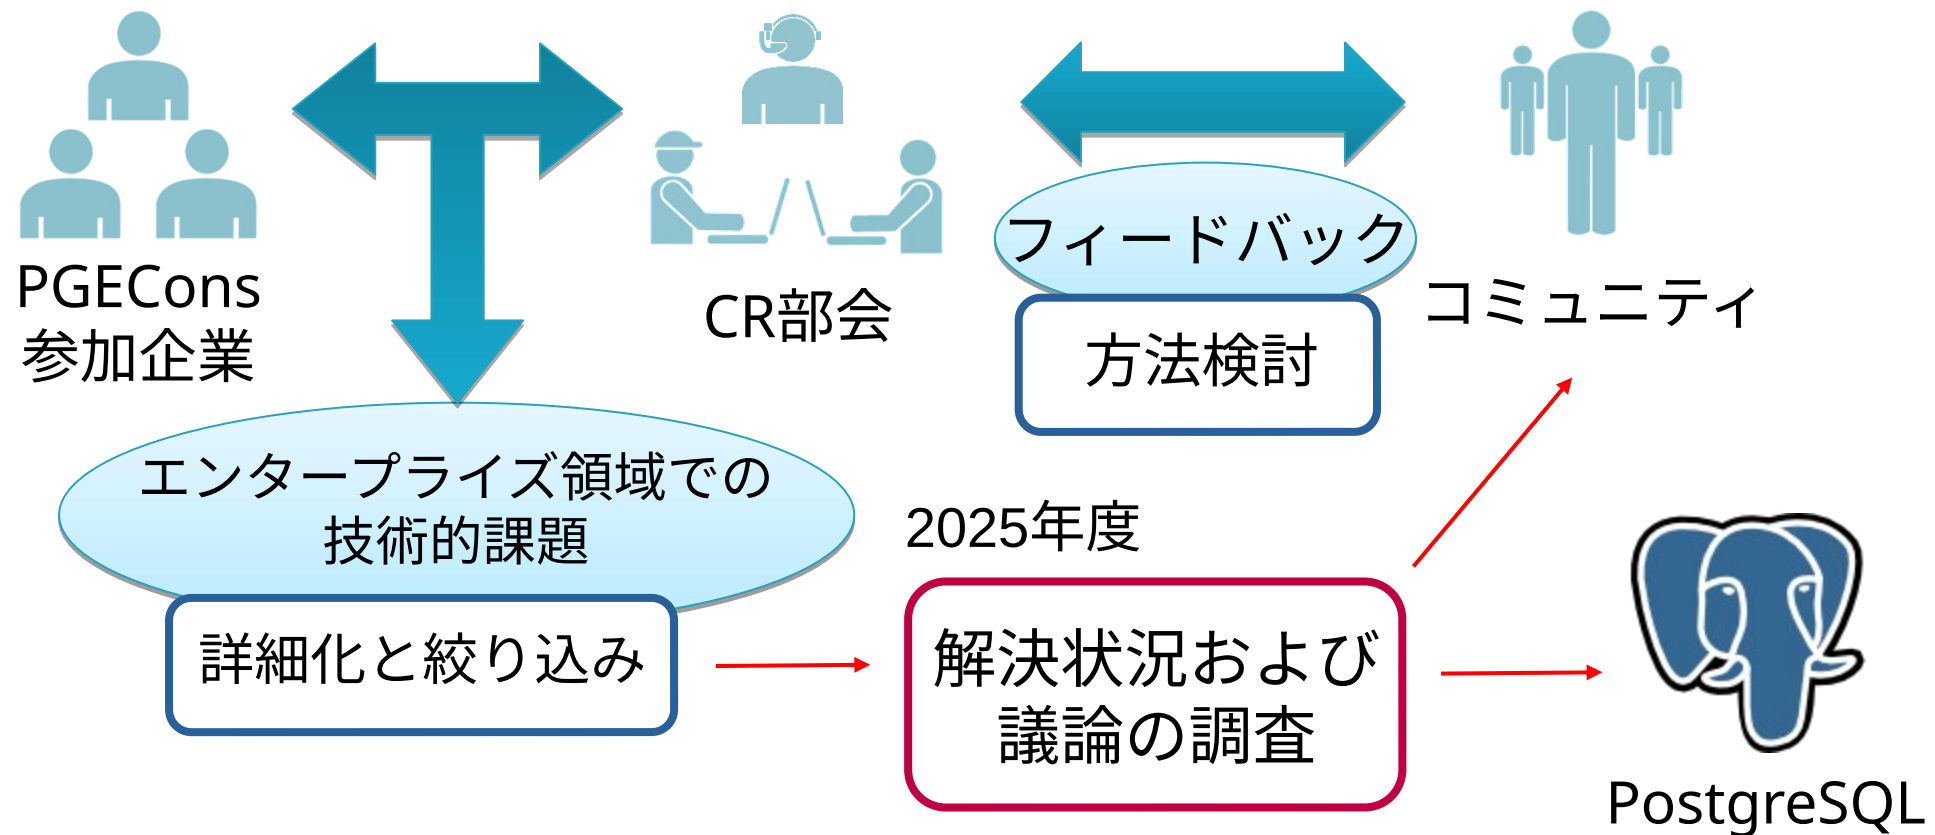 PGECons
参加企業
CR部会
フィードバック
方法検討
コミュニティ
エンタープライズ領域での
技術的課題
詳細化と絞り込み
2025年度
解決状況および
議論の調査
PostgreSQL